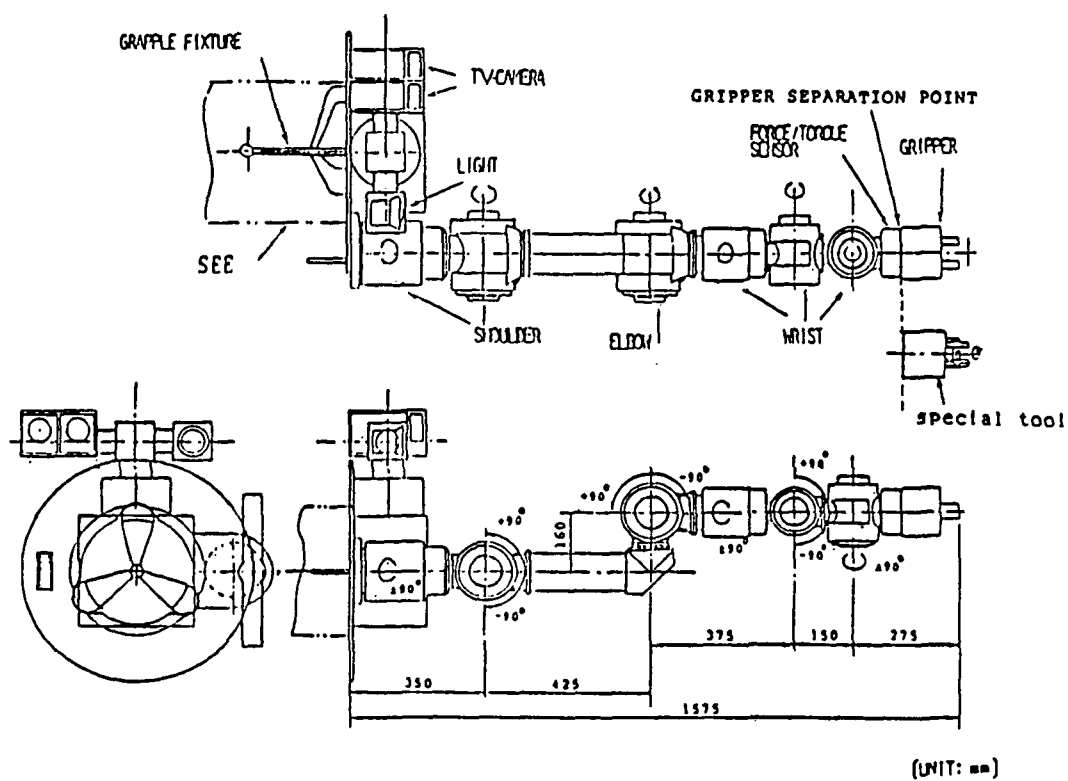 GRAPPLE FIXTURE
TV-CAMERA
GRIPPER SEPARATION POINT
FORCE/TORQUE
SENSOR
GRIPPER
LIGHT
SEE
SHOULDER
ELBOW
WRIST
special tool
+90°
-90°
+90°
-90°
+90°
160
±90°
-90°
±90°
±90°
-90°
375
150
275
350
425
1575
(UNIT: mm)